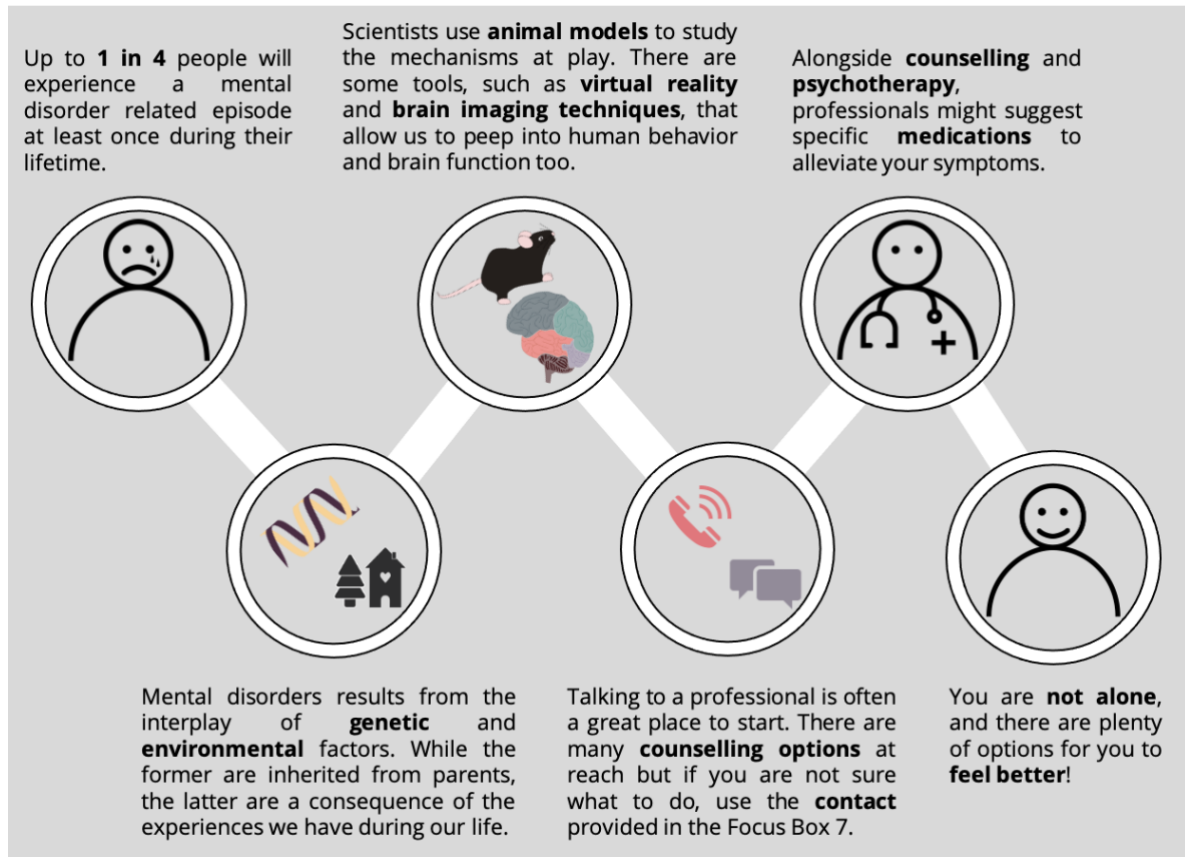 Up to 1 in 4 people will
experience a mental
disorder related episode
at least once during their
lifetime.
Mental disorders results from the
interplay of genetic and
environmental factors. While the
former are inherited from parents,
the latter are a consequence of the
experiences we have during our life.
Scientists use animal models to study
the mechanisms at play. There are
some tools, such as virtual reality
and brain imaging techniques, that
allow us to peep into human behavior
and brain function too.
Talking to a professional is often
a great place to start. There are
many counselling options at
reach but if you are not sure
what to do, use the contact
provided in the Focus Box 7.
Alongside counselling and
psychotherapy,
professionals might suggest
specific medications to
alleviate your symptoms.
You are not alone,
and there are plenty
of options for you to
feel better!